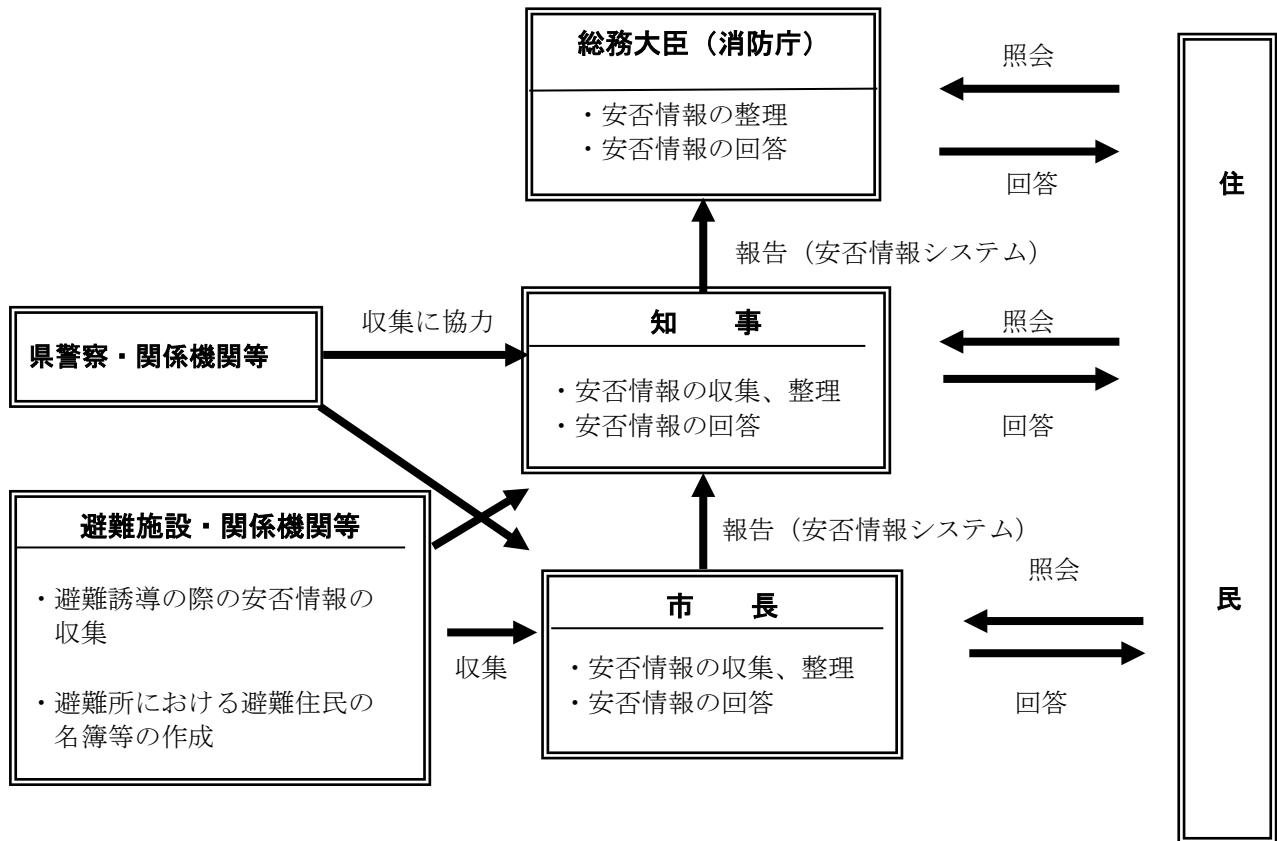 総務大臣（消防庁）
・安否情報の整理
・安否情報の回答
照会
回答
報告（安否情報システム）
県警察・関係機関等
収集に協力
知　　事
・安否情報の収集、整理
・安否情報の回答
照会
回答
報告（安否情報システム）
避難施設・関係機関等
・避難誘導の際の安否情報の
収集
・避難所における避難住民の
名簿等の作成
収集
市　　長
・安否情報の収集、整理
・安否情報の回答
照会
回答
住
民